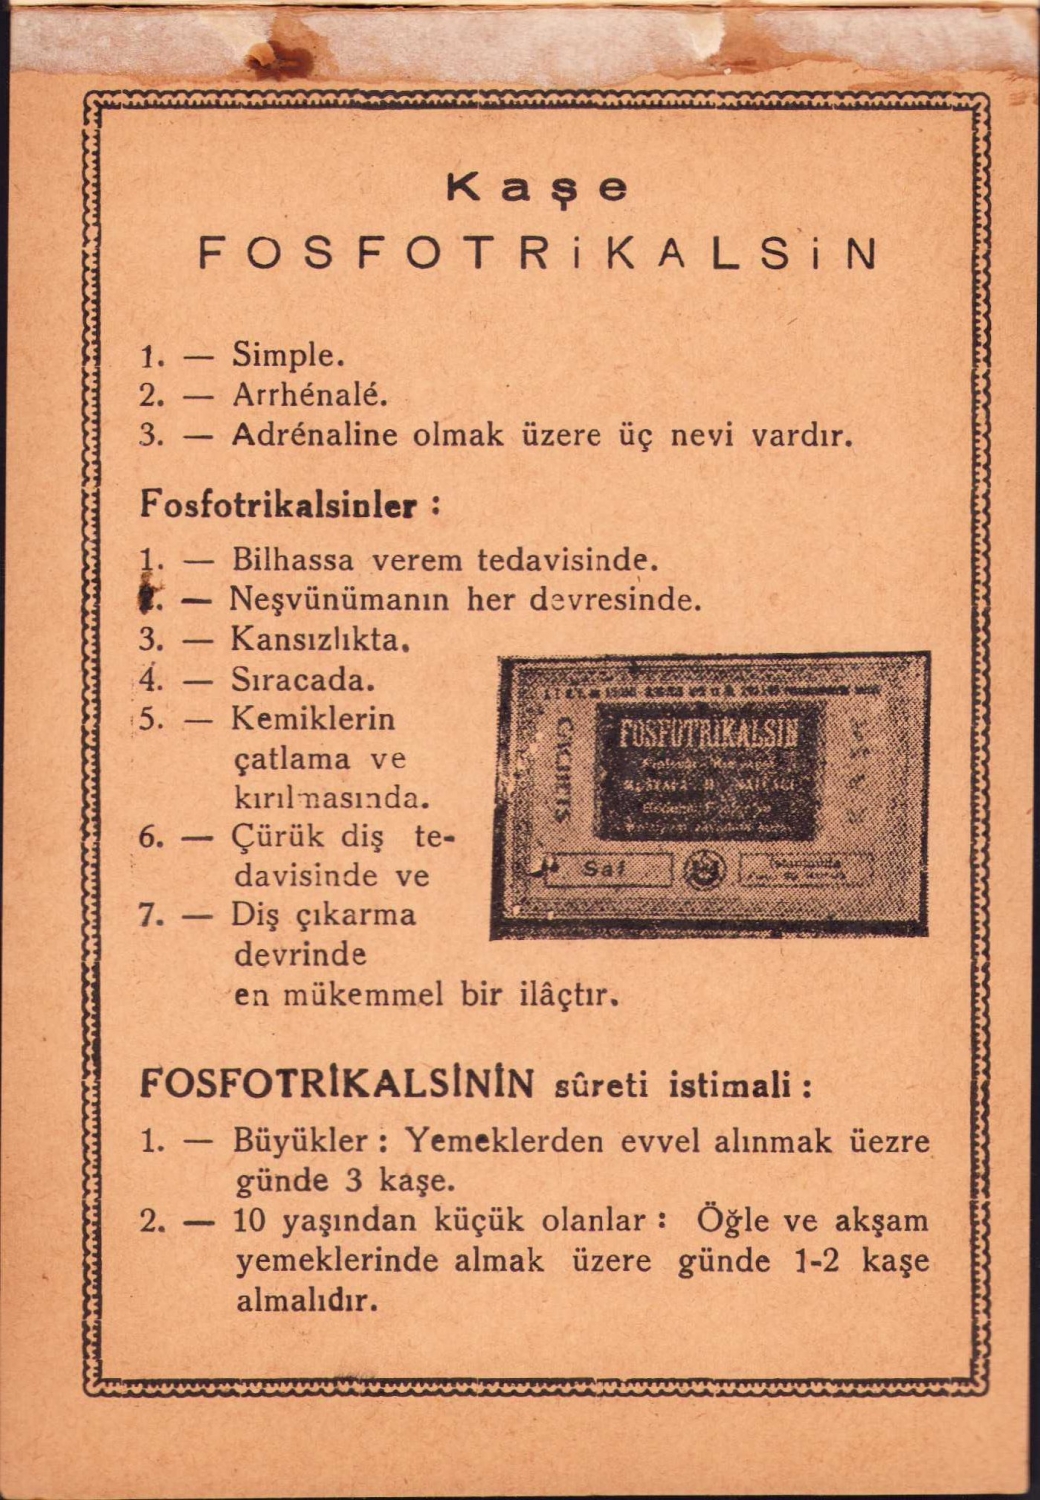 Kaşe
FOSFOTRiKALSiN
1. — Simple.
2. — Arrhénalé.
3. — Adrénaline olmak üzere üç nevi vardır.
Fosfotrikalsinler :
1. — Bilhassa verem tedavisinde.
2. — Neşvünümanın her devresinde.
3. — Kansızlıkta.
4. — Sıracada.
5. — Kemiklerin
çatlama ve
kırılmasında.
6. — Çürük diş te-
davisinde ve
7. — Diş çıkarma
devrinde
en mükemmel bir ilâçtır.
FOSFOTRİKALSİN
CACHETS
Saf
FOSFOTRİKALSİNİN sûreti istimali :
1. — Büyükler : Yemeklerden evvel alınmak üezre
günde 3 kaşe.
2. — 10 yaşından küçük olanlar : Öğle ve akşam
yemeklerinde almak üzere günde 1-2 kaşe
almalıdır.